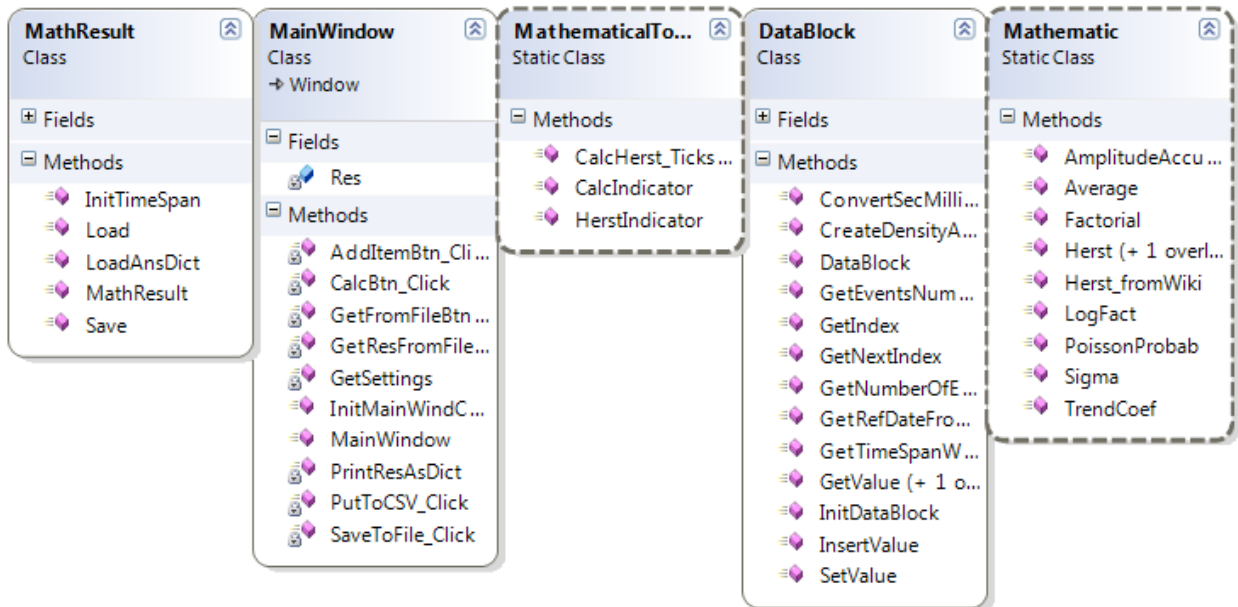 MathResult
Class
Fields
Methods
InitTimeSpan
Load
LoadAnsDict
MathResult
Save
MainWindow
Class
Window
Fields
Res
Methods
AddItemBtn_Cli...
CalcBtn_Click
GetFromFileBtn...
GetResFromFile...
GetSettings
InitMainWindC...
MainWindow
PrintResAsDict
PutToCSV_Click
SaveToFile_Click
MathematicalTo...
Static Class
Methods
CalcHerst_Ticks...
CalcIndicator
HerstIndicator
DataBlock
Class
Fields
Methods
ConvertSecMilli...
CreateDensityA...
DataBlock
GetEventsNum...
GetIndex
GetNextIndex
GetNumberOfE...
GetRefDateFro...
GetTimeSpanW...
GetValue (+ 1 o...
InitDataBlock
InsertValue
SetValue
Mathematic
Static Class
Methods
AmplitudeAccu...
Average
Factorial
Herst (+ 1 overl...
Herst_fromWiki
LogFact
PoissonProbab
Sigma
TrendCoef